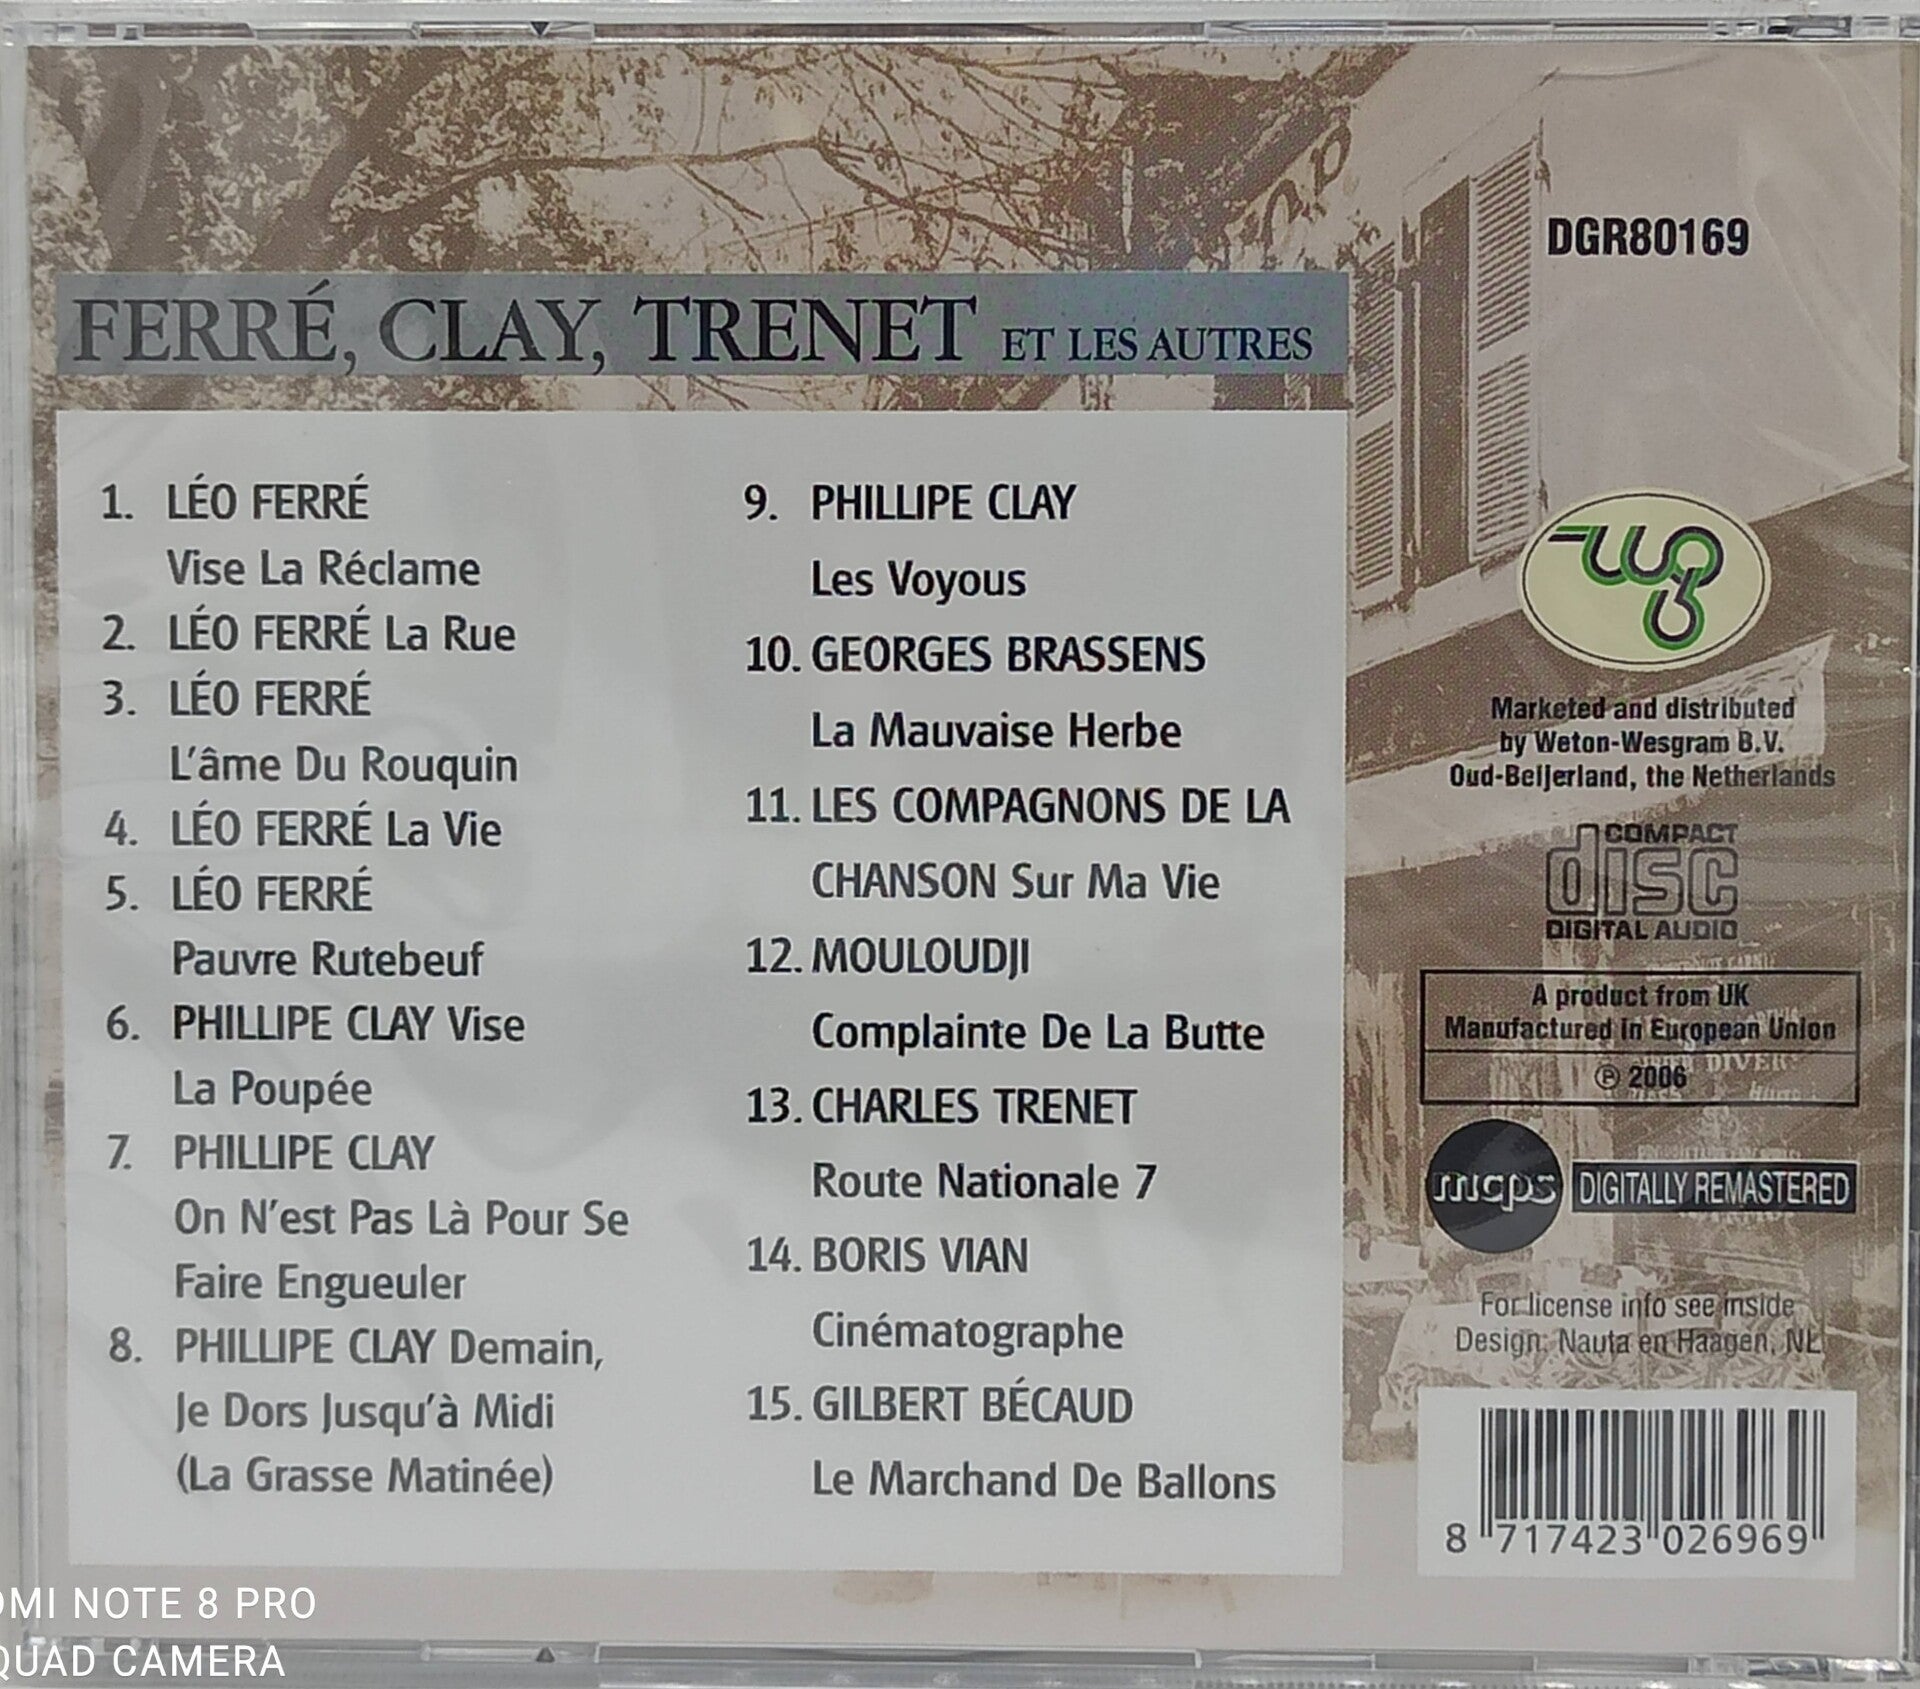 DGR80169
FERRÉ, CLAY, TRENET ET LES AUTRES
1. LÉO FERRÉ
Vise La Réclame
2. LÉO FERRÉ La Rue
3. LÉO FERRÉ
L'âme Du Rouquin
4. LÉO FERRÉ La Vie
5. LÉO FERRÉ
Pauvre Rutebeuf
6. PHILLIPE CLAY Vise
La Poupée
7. PHILLIPE CLAY
On N'est Pas Là Pour Se
Faire Engueuler
8. PHILLIPE CLAY Demain,
Je Dors Jusqu'à Midi
(La Grasse Matinée)
9. PHILLIPE CLAY
Les Voyous
10. GEORGES BRASSENS
La Mauvaise Herbe
11. LES COMPAGNONS DE LA
CHANSON Sur Ma Vie
12. MOULOUDJI
Complainte De La Butte
13. CHARLES TRENET
Route Nationale 7
14. BORIS VIAN
Cinématographe
15. GILBERT BÉCAUD
Le Marchand De Ballons
Marketed and distributed
by Weton-Wesgram B.V.
Oud-Beijerland, the Netherlands
COMPACT
disc
DIGITAL AUDIO
A product from UK
Manufactured in European Union
℗ 2006
mcps DIGITALLY REMASTERED
For license info see inside
Design: Nauta en Haagen, NL
8 717423 026969
NOTE 8 PRO
QUAD CAMERA